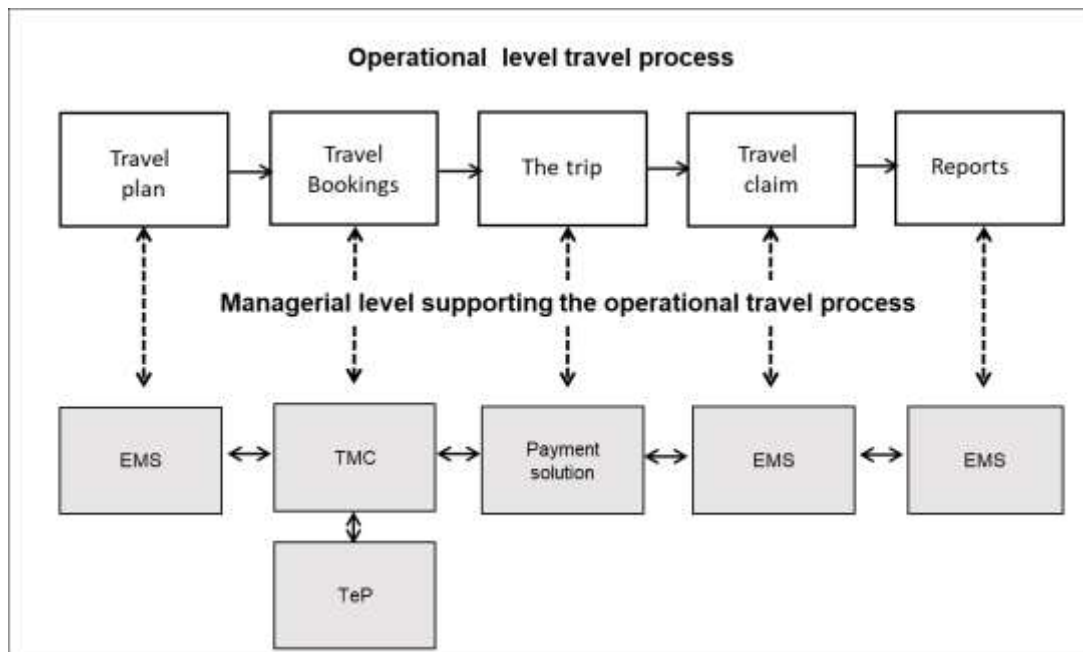 Operational level travel process
Travel
plan
Travel
Bookings
The trip
Travel
claim
Reports
Managerial level supporting the operational travel process
EMS
TMC
Payment
solution
EMS
EMS
TeP